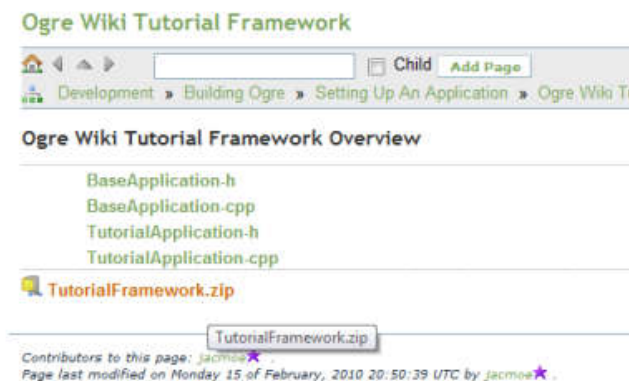 Ogre Wiki Tutorial Framework
Child Add Page
Development » Building Ogre » Setting Up An Application » Ogre Wiki
Ogre Wiki Tutorial Framework Overview
BaseApplication-h
BaseApplication-cpp
TutorialApplication-h
TutorialApplication-cpp
TutorialFramework.zip
TutorialFramework.zip
Contributors to this page: jacmoe .
Page last modified on Monday 15 of February, 2010 20:50:39 UTC by jacmoe .